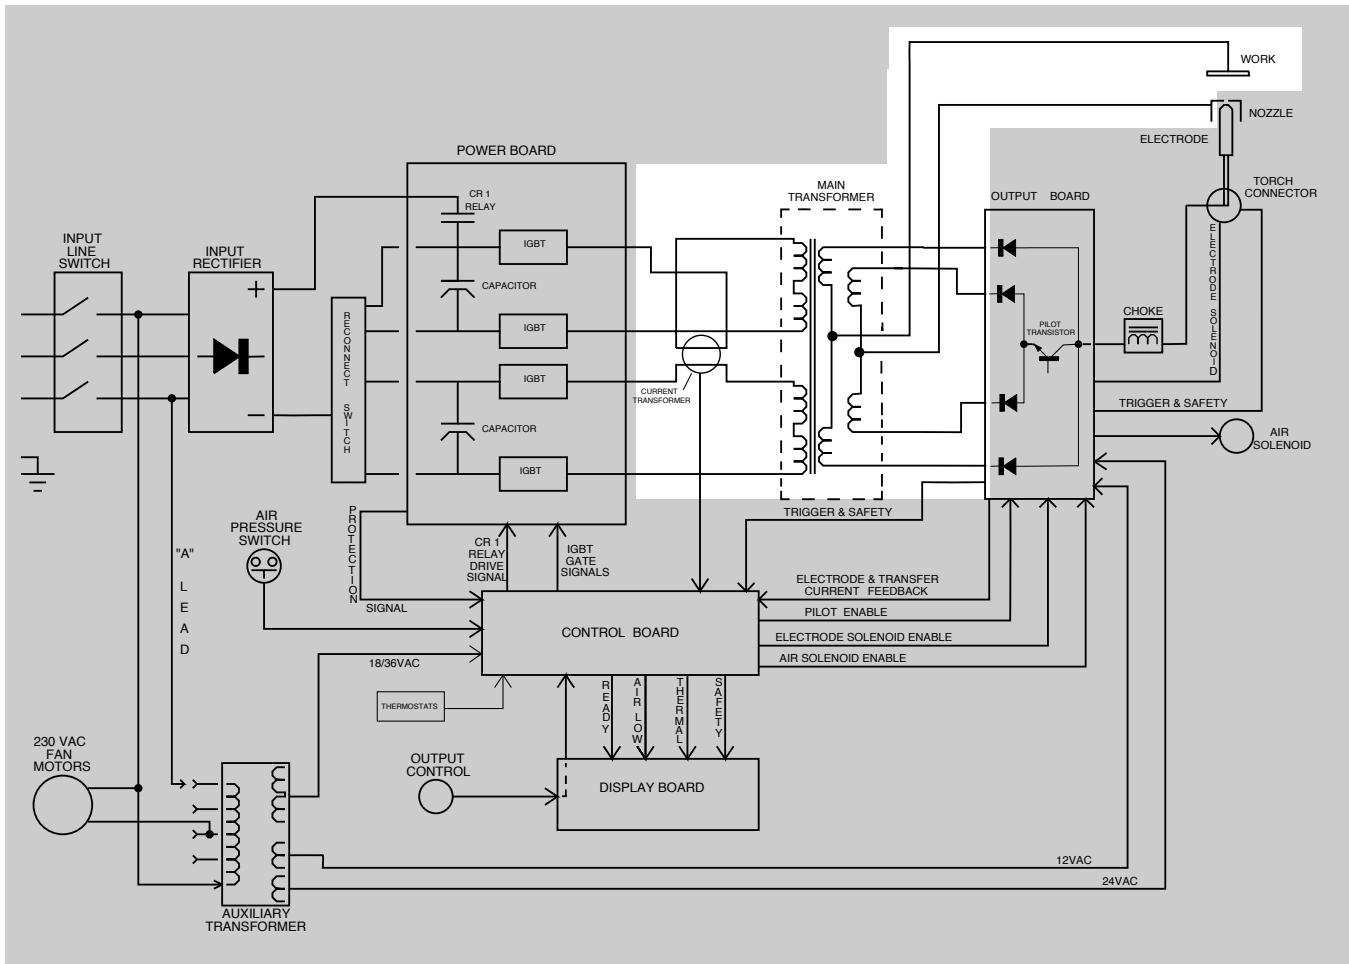 WORK
NOZZLE
ELECTRODE
POWER BOARD
TORCH
CONNECTOR
MAIN
TRANSFORMER
OUTPUT BOARD
CR 1
RELAY
INPUT
LINE
SWITCH
INPUT
RECTIFIER
+
IGBT
ELECTRODE SOLENOID
CAPACITOR
RECONNECT SWITCH
CHOKE
IGBT
PILOT
TRANSISTOR
IGBT
CURRENT
TRANSFORMER
TRIGGER & SAFETY
—
CAPACITOR
AIR
SOLENOID
IGBT
PROTECTION
SIGNAL
AIR
PRESSURE
SWITCH
TRIGGER & SAFETY
"A"
LEAD
CR 1
RELAY
DRIVE
SIGNAL
IGBT
GATE
SIGNALS
ELECTRODE & TRANSFER
CURRENT FEEDBACK
PILOT ENABLE
CONTROL BOARD
ELECTRODE SOLENOID ENABLE
AIR SOLENOID ENABLE
18/36VAC
THERMOSTATS
READY
AIR LOW
THERMAL
SAFETY
230 VAC
FAN
MOTORS
OUTPUT
CONTROL
DISPLAY BOARD
12VAC
24VAC
AUXILIARY
TRANSFORMER